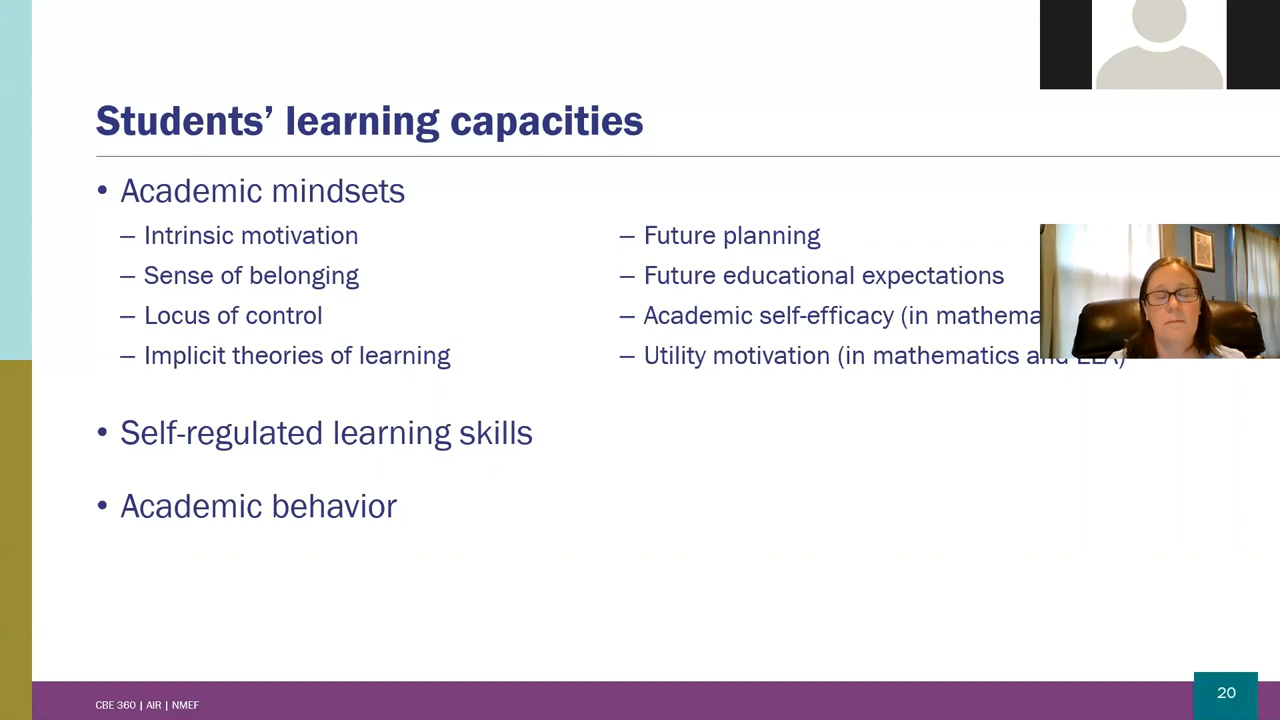 Students’ learning capacities
• Academic mindsets
– Intrinsic motivation
– Sense of belonging
– Locus of control
– Implicit theories of learning
– Future planning
– Future educational expectations
– Academic self-efficacy (in
– Utility motivation (in mathematics and
• Self-regulated learning skills
• Academic behavior
CBE 360 | AIR | NMEF
20